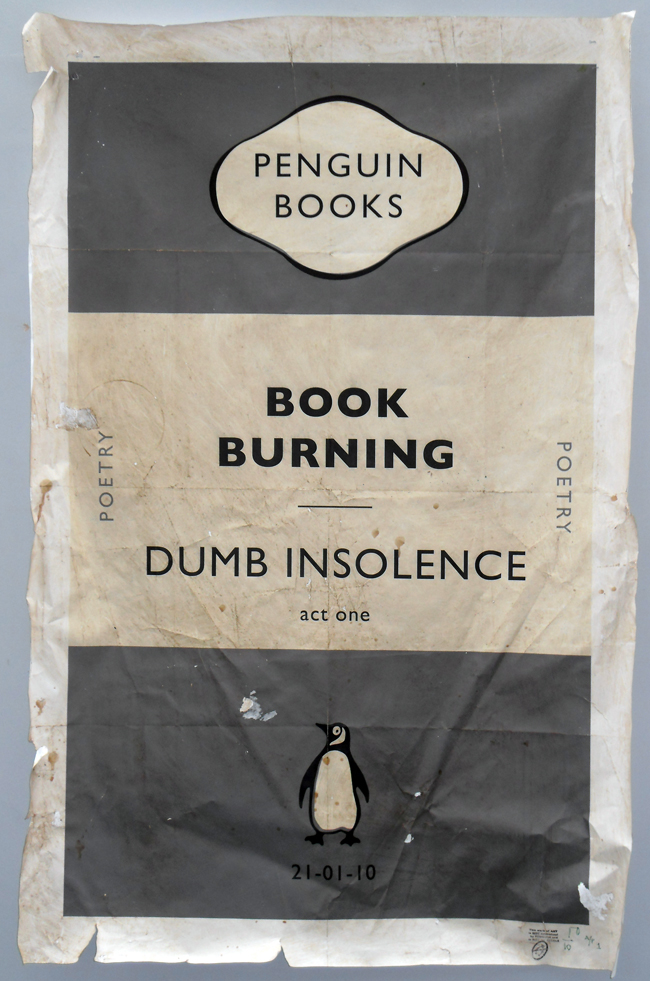 PENGUIN
BOOKS
BOOK
BURNING
POETRY
POETRY
DUMB INSOLENCE
act one
21-01-10